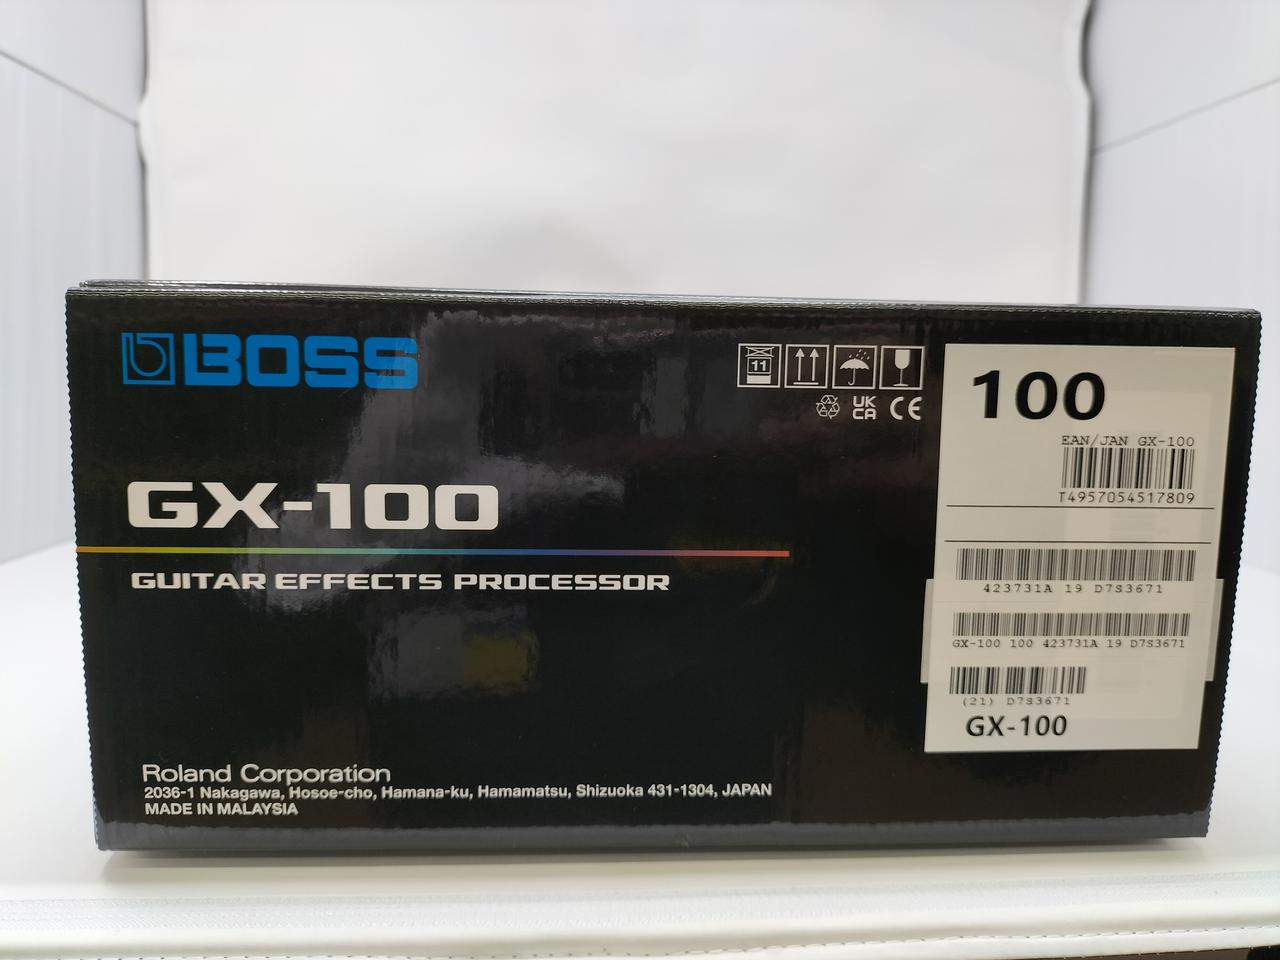 BOSS
11
UK
CA
CE
GX-100
GUITAR EFFECTS PROCESSOR
Roland Corporation
2036-1 Nakagawa, Hosoe-cho, Hamana-ku, Hamamatsu, Shizuoka 431-1304, JAPAN
MADE IN MALAYSIA
100
EAN/JAN GX-100
T4957054517809
423731A 19 D7S3671
GX-100 100 423731A 19 D7S3671
(21) D7S3671
GX-100